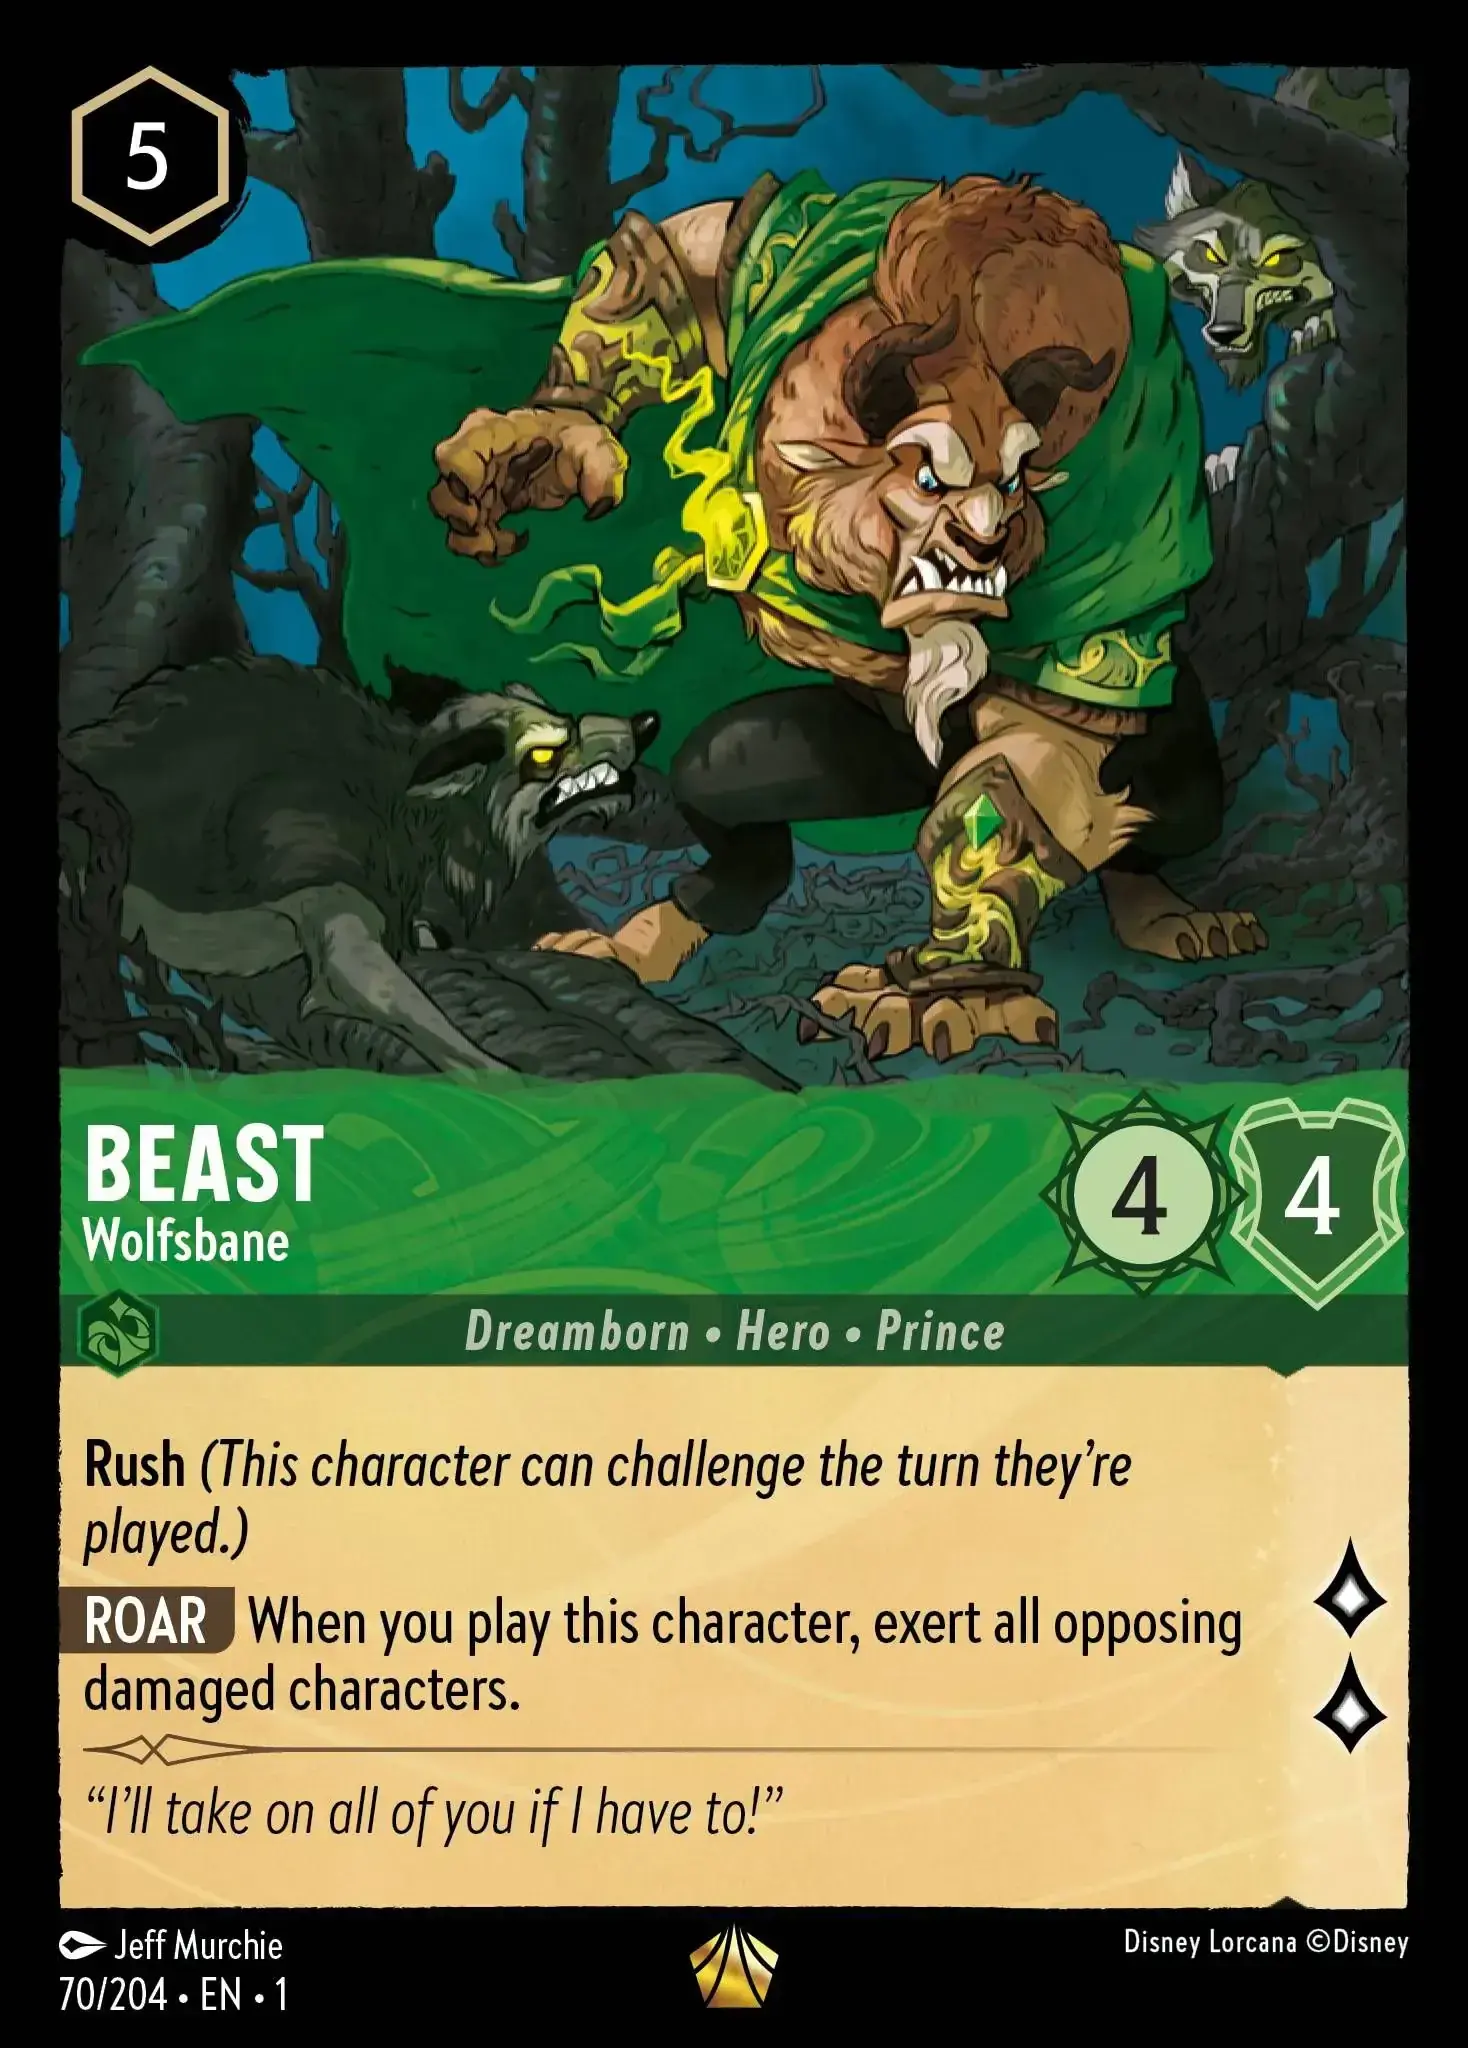 5
BEAST
Wolfsbane
4
4
Dreamborn • Hero • Prince
Rush (This character can challenge the turn they’re
played.)
ROAR When you play this character, exert all opposing
damaged characters.
“I’ll take on all of you if I have to!”
Jeff Murchie
70/204 • EN • 1
Disney Lorcana ©Disney